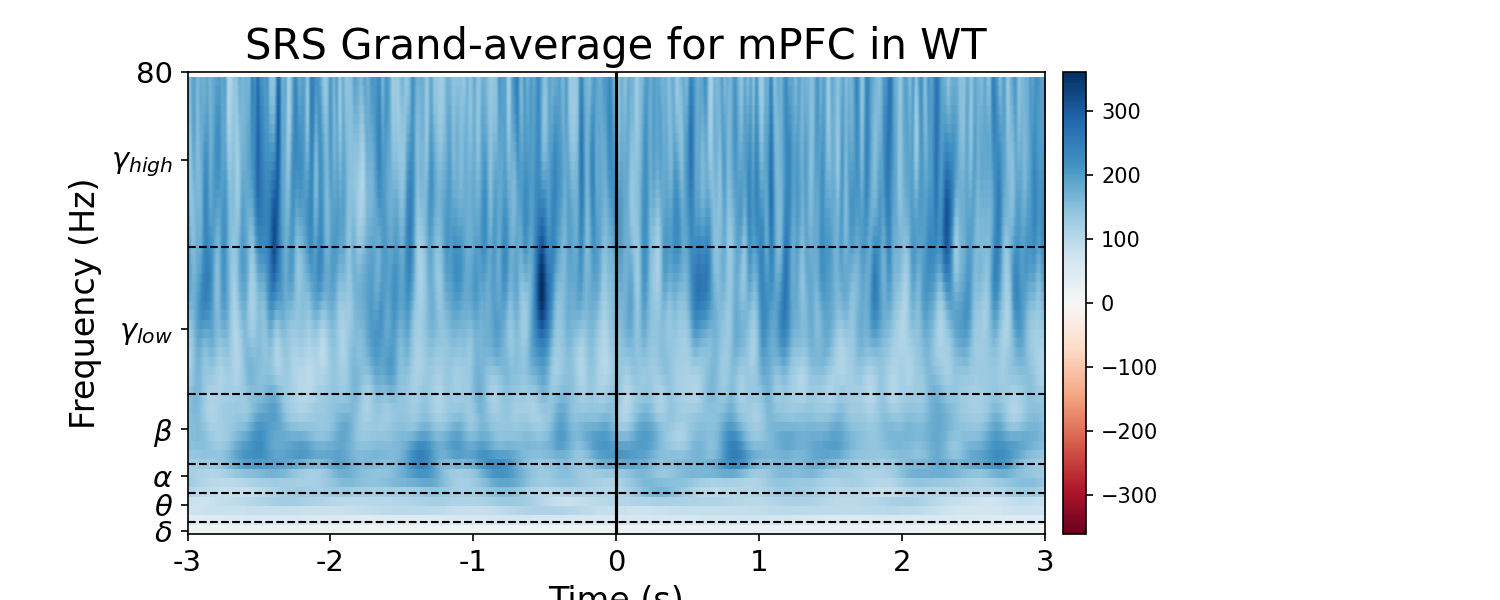 SRS Grand-average for mPFC in WT
80
γhigh
γlow
β
α
θ
δ
Frequency (Hz)
-3 -2 -1 0 1 2 3
Time (s)
300
200
100
0
−100
−200
−300